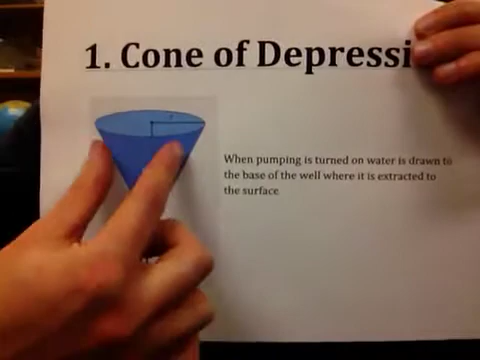 1. Cone of Depressi
When pumping is turned on water is drawn to
the base of the well where it is extracted to
the surface
r